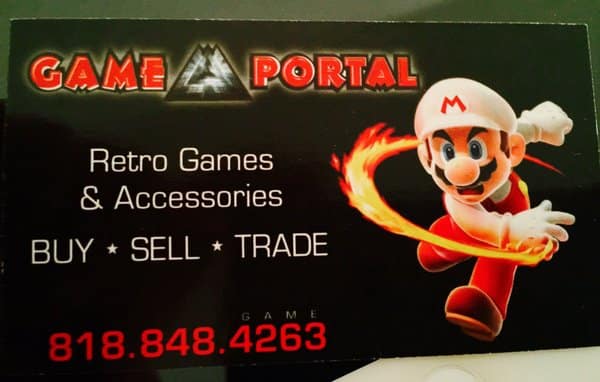 GAME PORTAL
Retro Games
& Accessories
BUY ★ SELL ★ TRADE
GAME
818.848.4263
M